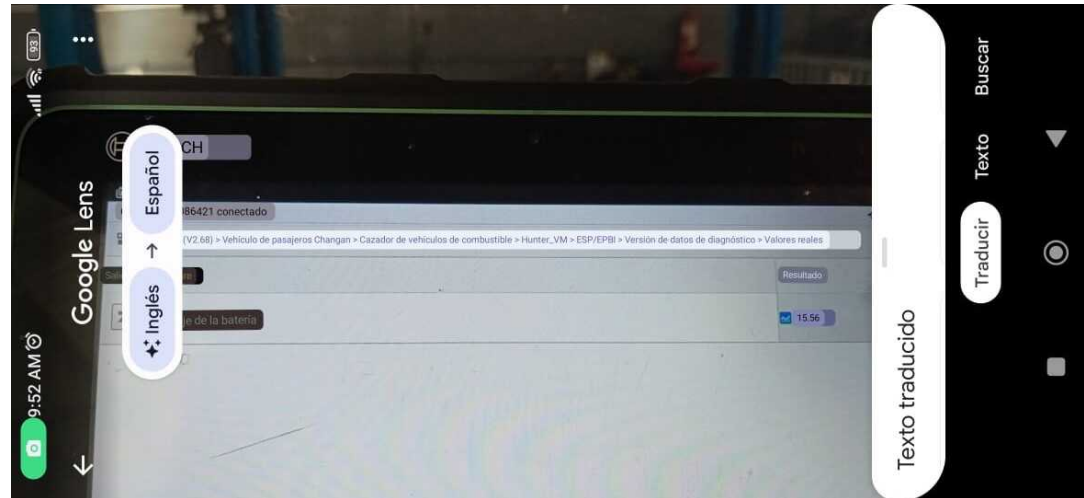 9:52 AM
93
Google Lens
Inglés → Español
CH
086421 conectado
(V2.68) > Vehículo de pasajeros Changan > Cazador de vehículos de combustible > Hunter_VM > ESP/EPBI > Versión de datos de diagnóstico > Valores reales
Resultado
je de la batería
15.56
Texto traducido
Traducir
Texto
Buscar